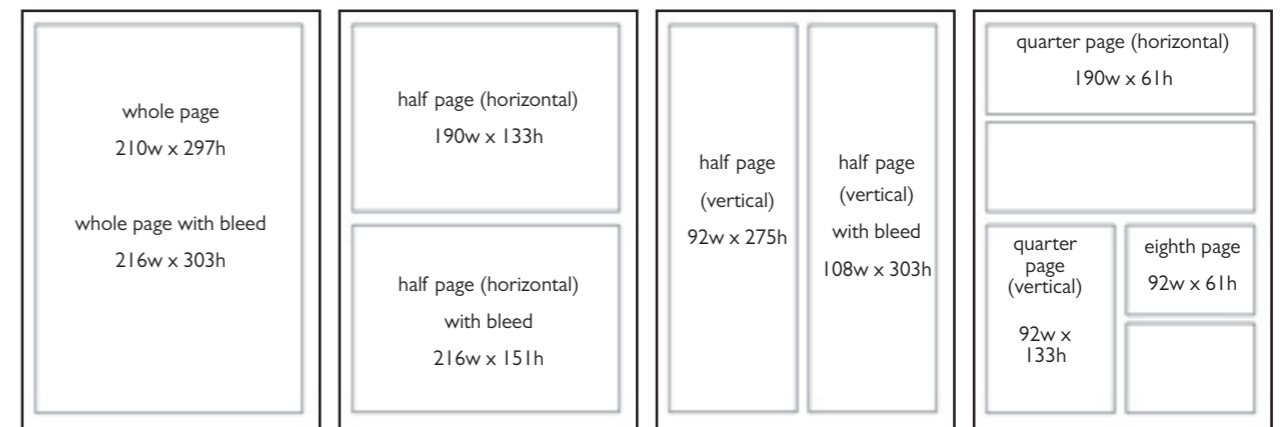 whole page
210w x 297h
whole page with bleed
216w x 303h
half page (horizontal)
190w x 133h
half page (horizontal)
with bleed
216w x 151h
half page
(vertical)
92w x 275h
half page
(vertical)
with bleed
108w x 303h
quarter page (horizontal)
190w x 61h
quarter
page
(vertical)
92w x
133h
eighth page
92w x 61h